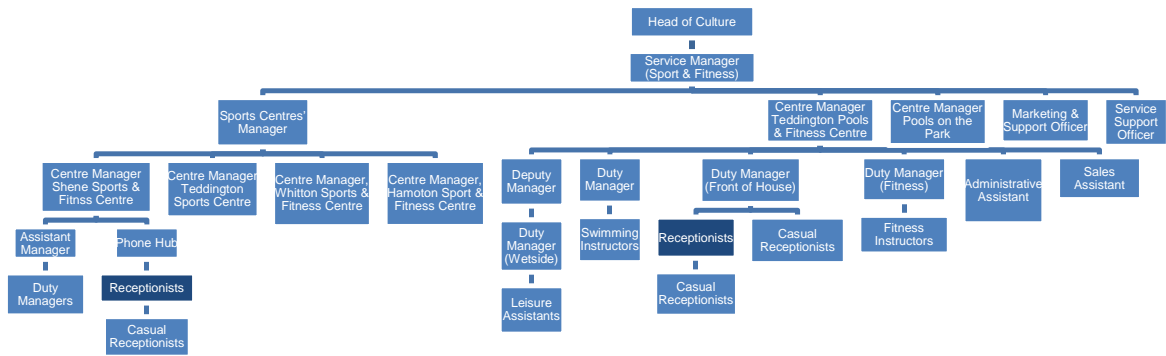 Head of Culture
Service Manager
(Sport & Fitness)
Sports Centres'
Manager
Centre Manager
Teddington Pools
& Fitness Centre
Centre Manager
Pools on the
Park
Marketing &
Support Officer
Service
Support
Officer
Centre Manager
Shene Sports &
Fitnss Centre
Centre Manager
Teddington
Sports Centre
Centre Manager,
Whitton Sports &
Fitness Centre
Centre Manager,
Hamoton Sport &
Fitness Centre
Deputy
Manager
Duty
Manager
Duty Manager
(Front of House)
Duty Manager
(Fitness)
Administrative
Assistant
Sales
Assistant
Assistant
Manager
Phone Hub
Duty
Manager
(Wetside)
Swimming
Instructors
Receptionists
Casual
Receptionists
Fitness
Instructors
Duty
Managers
Receptionists
Leisure
Assistants
Casual
Receptionists
Casual
Receptionists